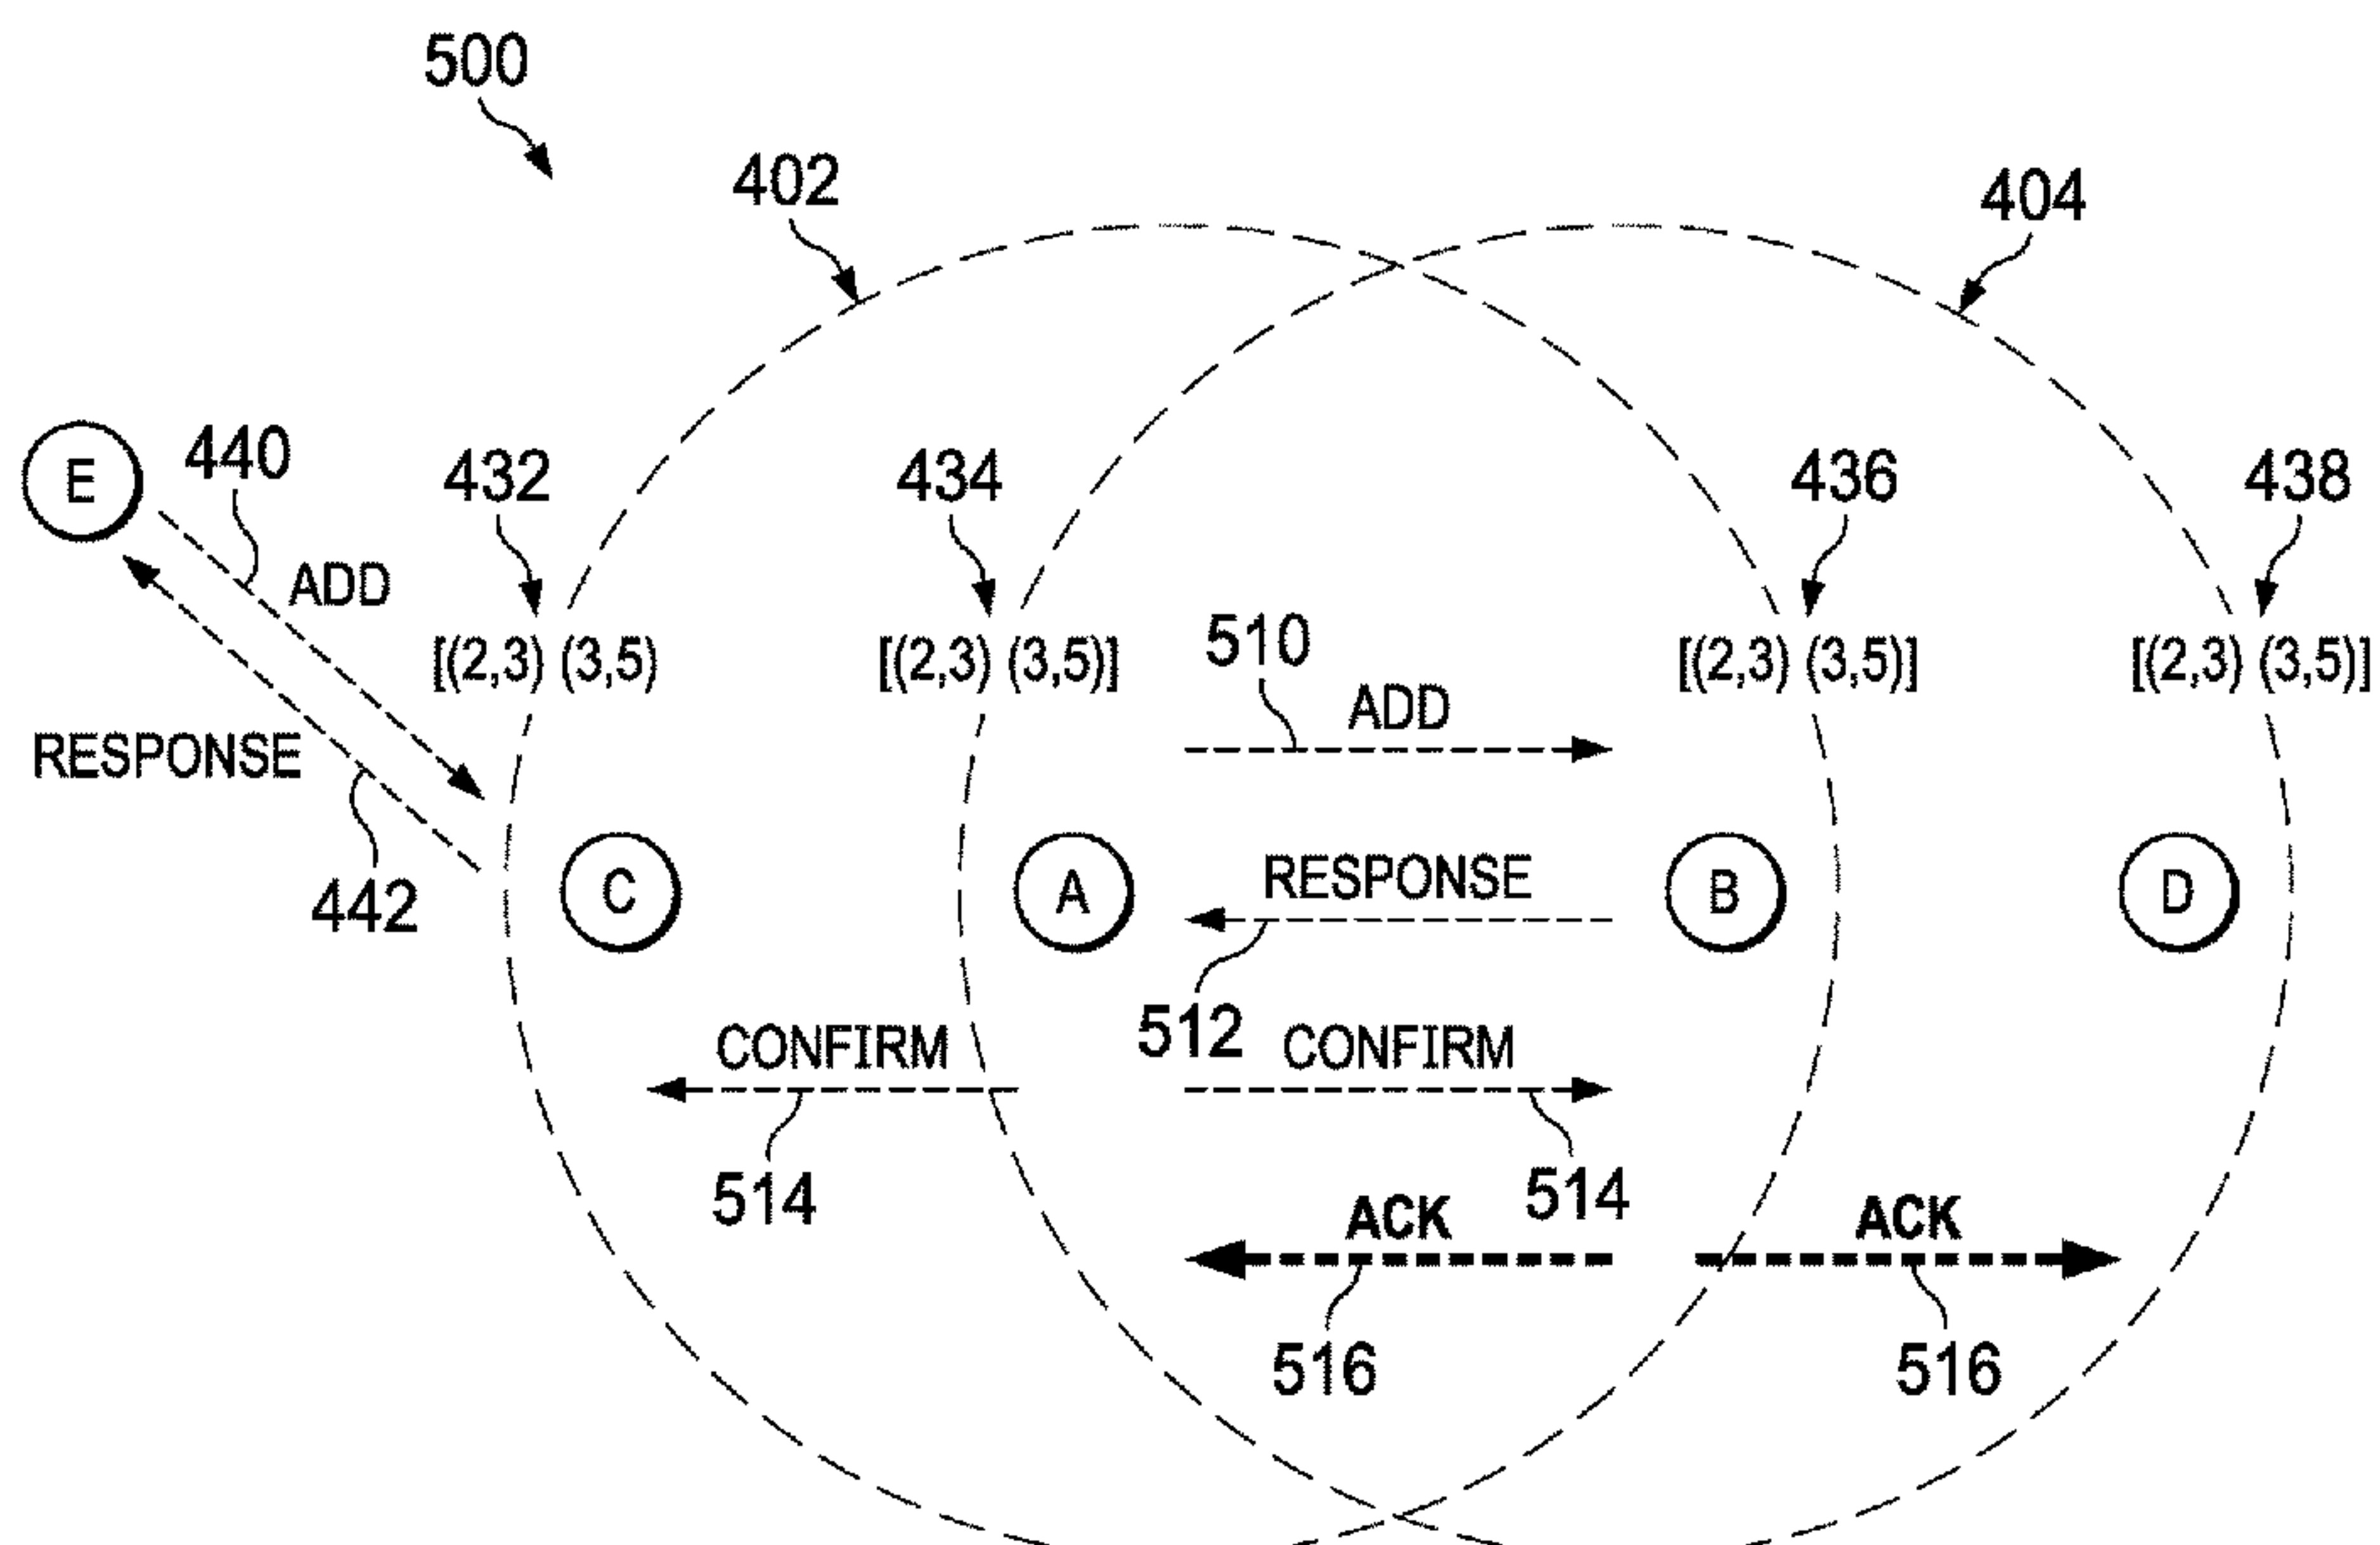 500
402
404
E
440
432
434
436
438
ADD
[(2,3) (3,5)
[(2,3) (3,5)]
510
[(2,3) (3,5)]
[(2,3) (3,5)]
ADD
RESPONSE
442
C
A
RESPONSE
B
D
512
CONFIRM
CONFIRM
514
514
ACK
ACK
516
516